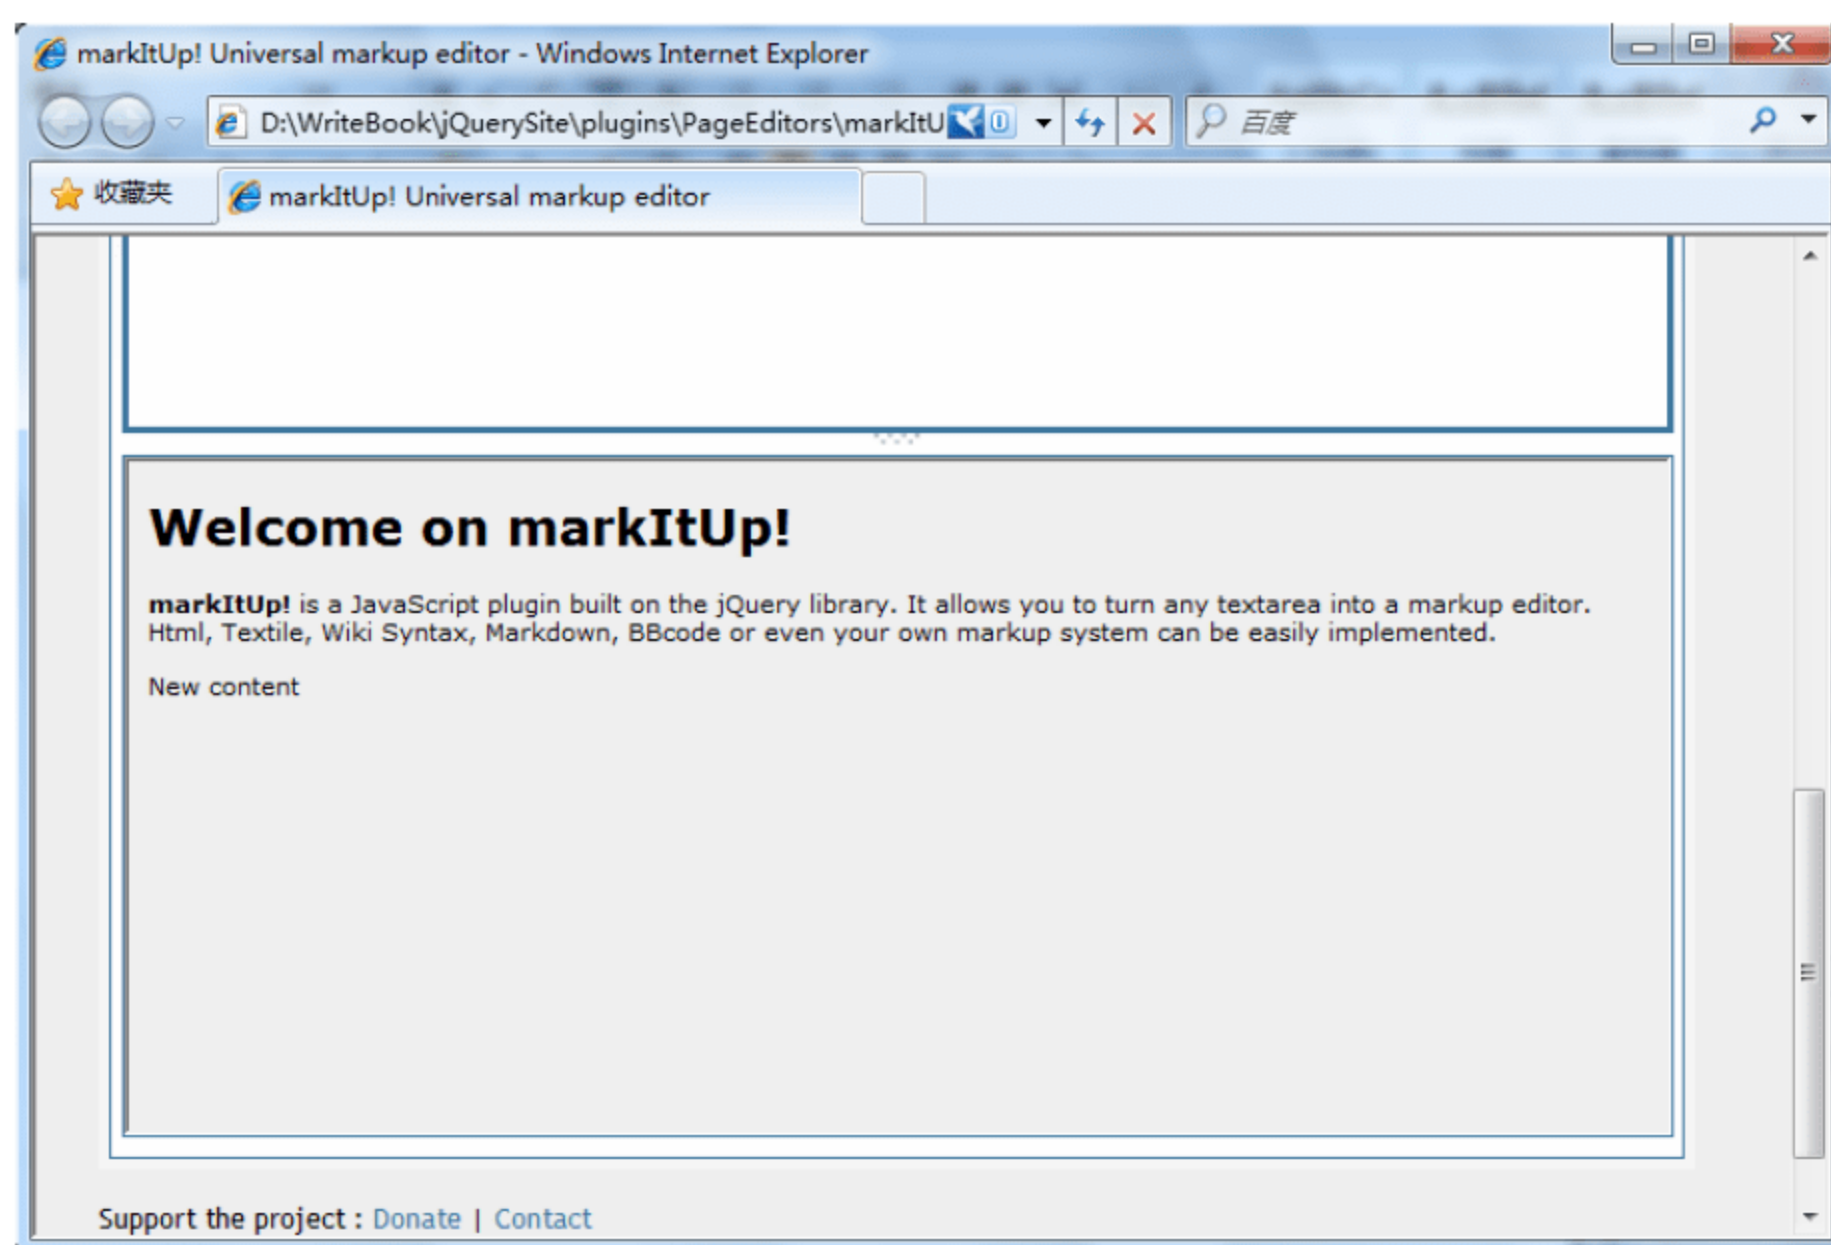 markItUp! Universal markup editor - Windows Internet Explorer
D:\WriteBook\jQuerySite\plugins\PageEditors\markItU
百度
收藏夹
markItUp! Universal markup editor
Welcome on markItUp!
markItUp! is a JavaScript plugin built on the jQuery library. It allows you to turn any textarea into a markup editor.
Html, Textile, Wiki Syntax, Markdown, BBcode or even your own markup system can be easily implemented.
New content
Support the project : Donate | Contact